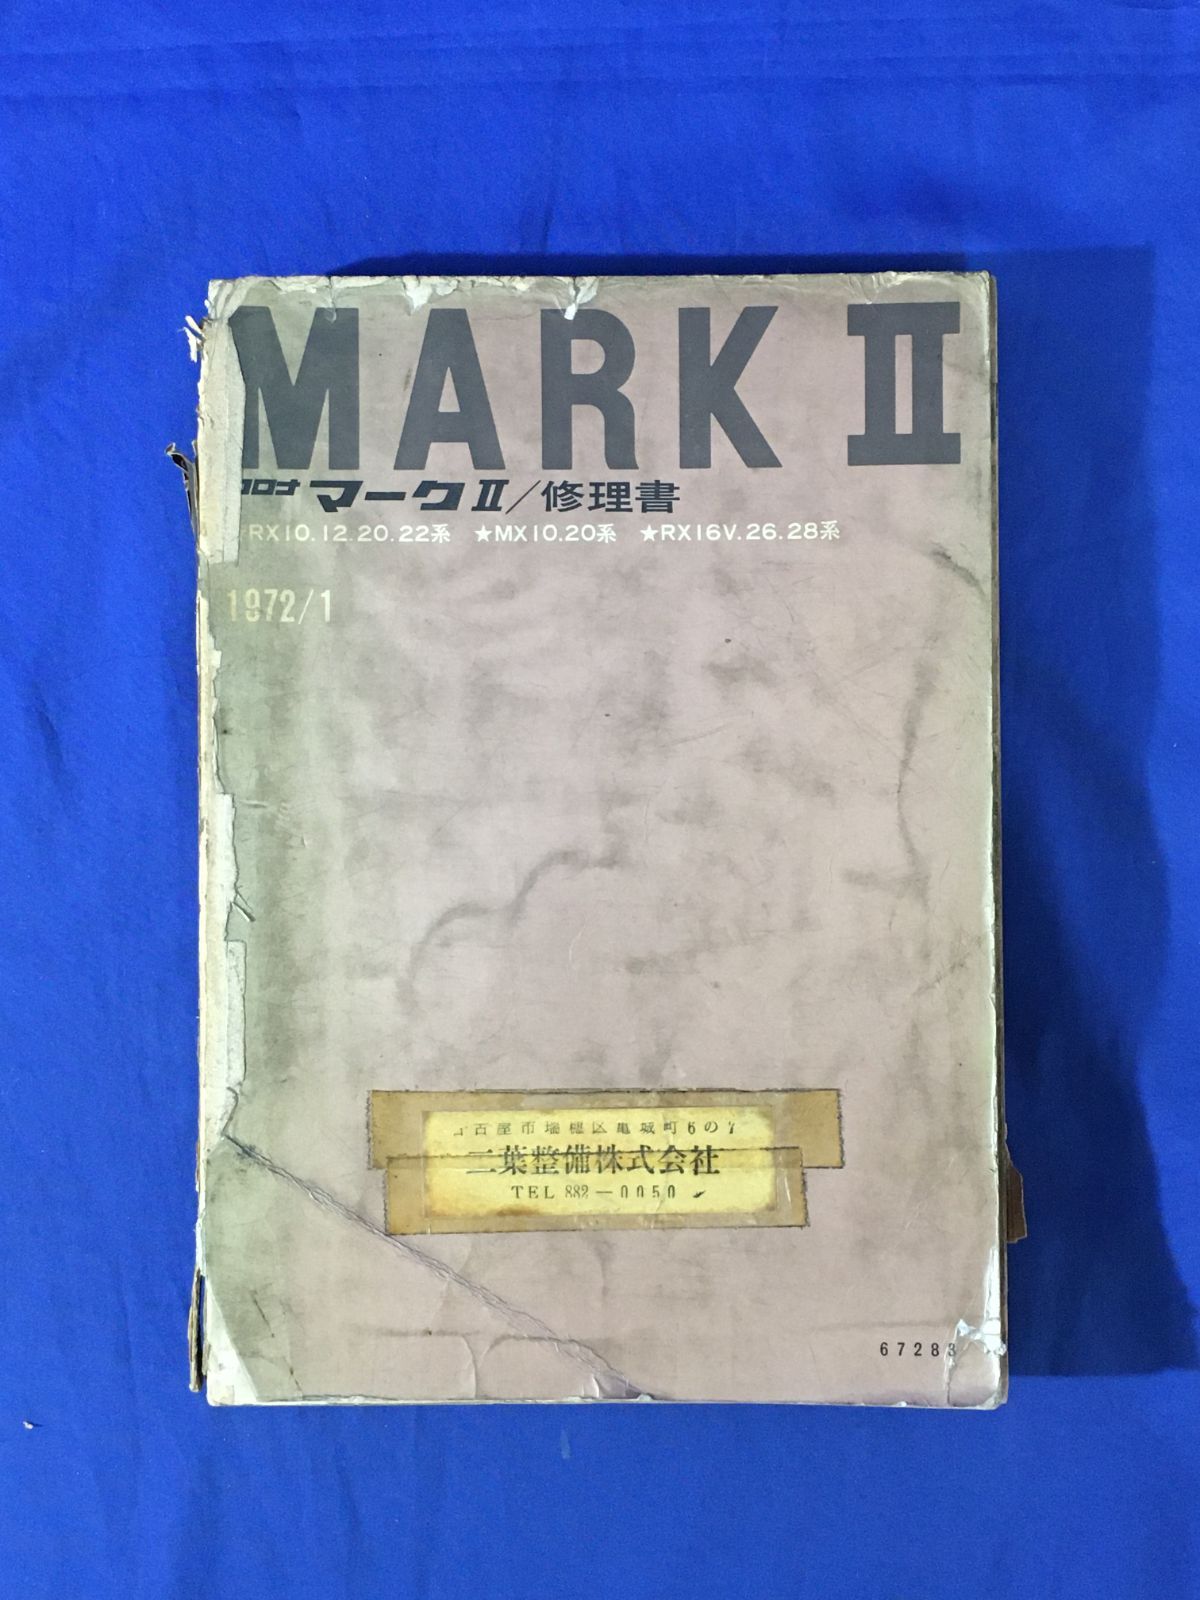 MARK II
コロナ マークII/修理書
RX10.12.20.22系 ★MX10.20系 ★RX16V.26.28系
1972/1
古屋市瑞穂区亀城町6の7
二葉整備株式会社
TEL 882-0050
67283